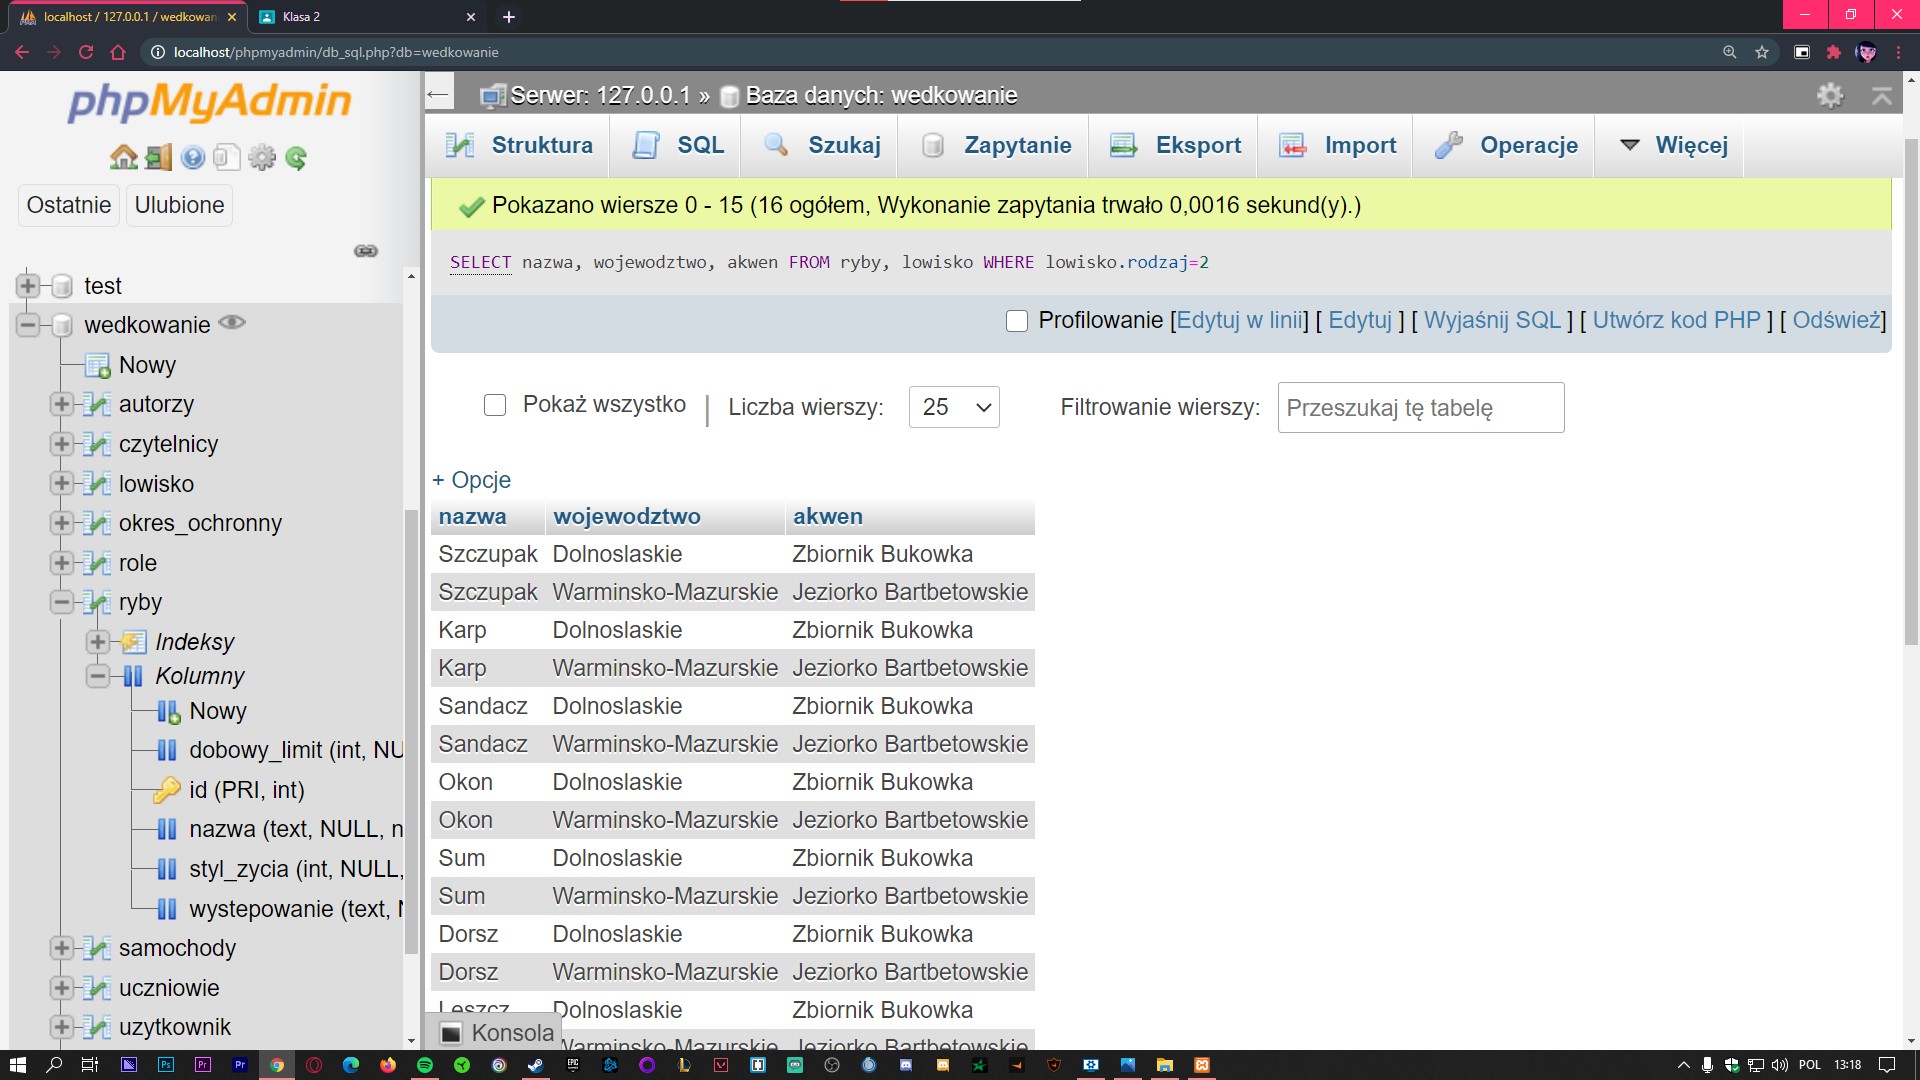 localhost / 127.0.0.1 / wedkowan
Klasa 2
localhost/phpmyadmin/db_sql.php?db=wedkowanie
phpMyAdmin
Ostatnie
Ulubione
test
wedkowanie
Nowy
autorzy
czytelnicy
lowisko
okres_ochronny
role
ryby
Indeksy
Kolumny
Nowy
dobowy_limit (int, NU
id (PRI, int)
nazwa (text, NULL, n
styl_zycia (int, NULL,
wystepowanie (text, N
samochody
uczniowie
uzytkownik
Serwer: 127.0.0.1 » Baza danych: wedkowanie
Struktura SQL Szukaj Zapytanie Eksport Import Operacje Więcej
Pokazano wiersze 0 - 15 (16 ogółem, Wykonanie zapytania trwało 0,0016 sekund(y).)
SELECT nazwa, wojewodztwo, akwen FROM ryby, lowisko WHERE lowisko.rodzaj=2
Profilowanie [Edytuj w linii] [ Edytuj ] [ Wyjaśnij SQL ] [ Utwórz kod PHP ] [ Odśwież]
Pokaż wszystko | Liczba wierszy: 25 Filtrowanie wierszy: Przeszukaj tę tabelę
+ Opcje
nazwa wojewodztwo akwen
Szczupak Dolnoslaskie Zbiornik Bukowka
Szczupak Warminsko-Mazurskie Jeziorko Bartbetowskie
Karp Dolnoslaskie Zbiornik Bukowka
Karp Warminsko-Mazurskie Jeziorko Bartbetowskie
Sandacz Dolnoslaskie Zbiornik Bukowka
Sandacz Warminsko-Mazurskie Jeziorko Bartbetowskie
Okon Dolnoslaskie Zbiornik Bukowka
Okon Warminsko-Mazurskie Jeziorko Bartbetowskie
Sum Dolnoslaskie Zbiornik Bukowka
Sum Warminsko-Mazurskie Jeziorko Bartbetowskie
Dorsz Dolnoslaskie Zbiornik Bukowka
Dorsz Warminsko-Mazurskie Jeziorko Bartbetowskie
Leszcz Dolnoslaskie Zbiornik Bukowka
Warminsko-Mazurskie Jeziorko Bartbetowskie
Konsola
Ps
Pr
Pr
EPIC
POL
13:18